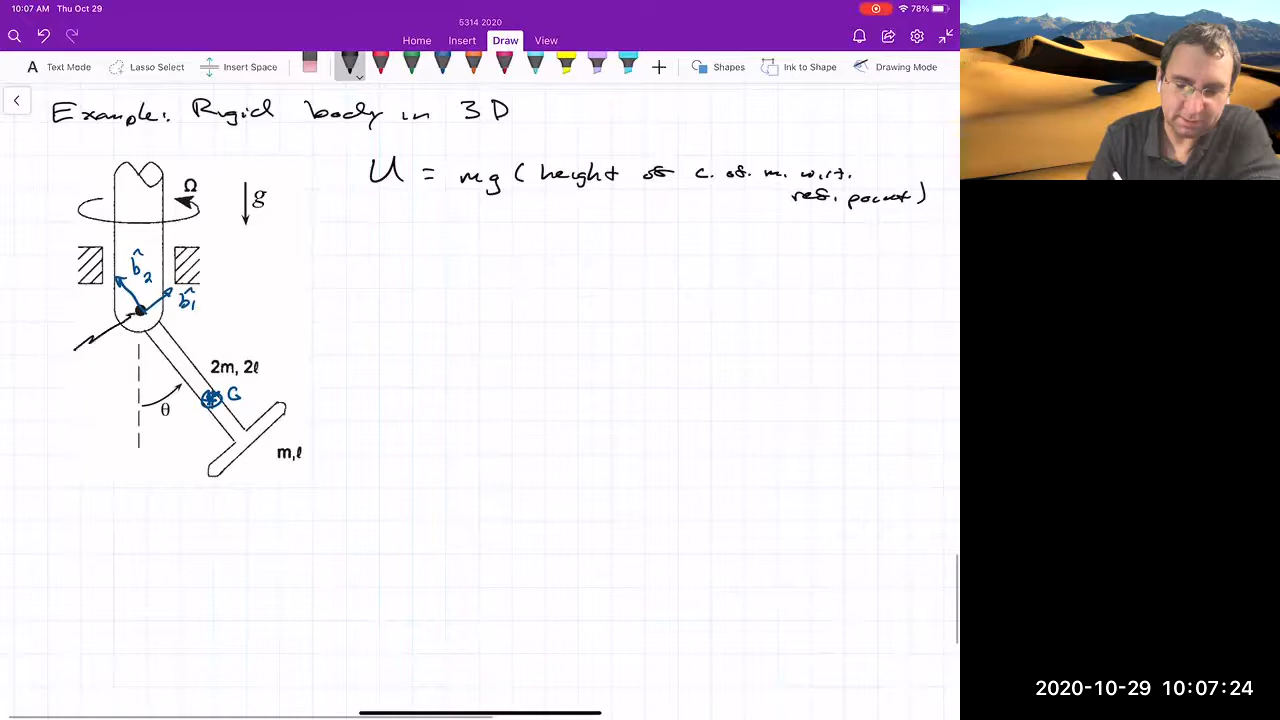 10:07 AM Thu Oct 29
78%
5314 2020
Home Insert Draw View
Text Mode Lasso Select Insert Space Shapes Ink to Shape Drawing Mode
Example: Rigid body in 3D
U = mg (height of c. of. m. w.r.t.
ref. point)
Ω
g
b̂2
b̂1
2m, 2ℓ
G
θ
m,ℓ
2020-10-29 10:07:24